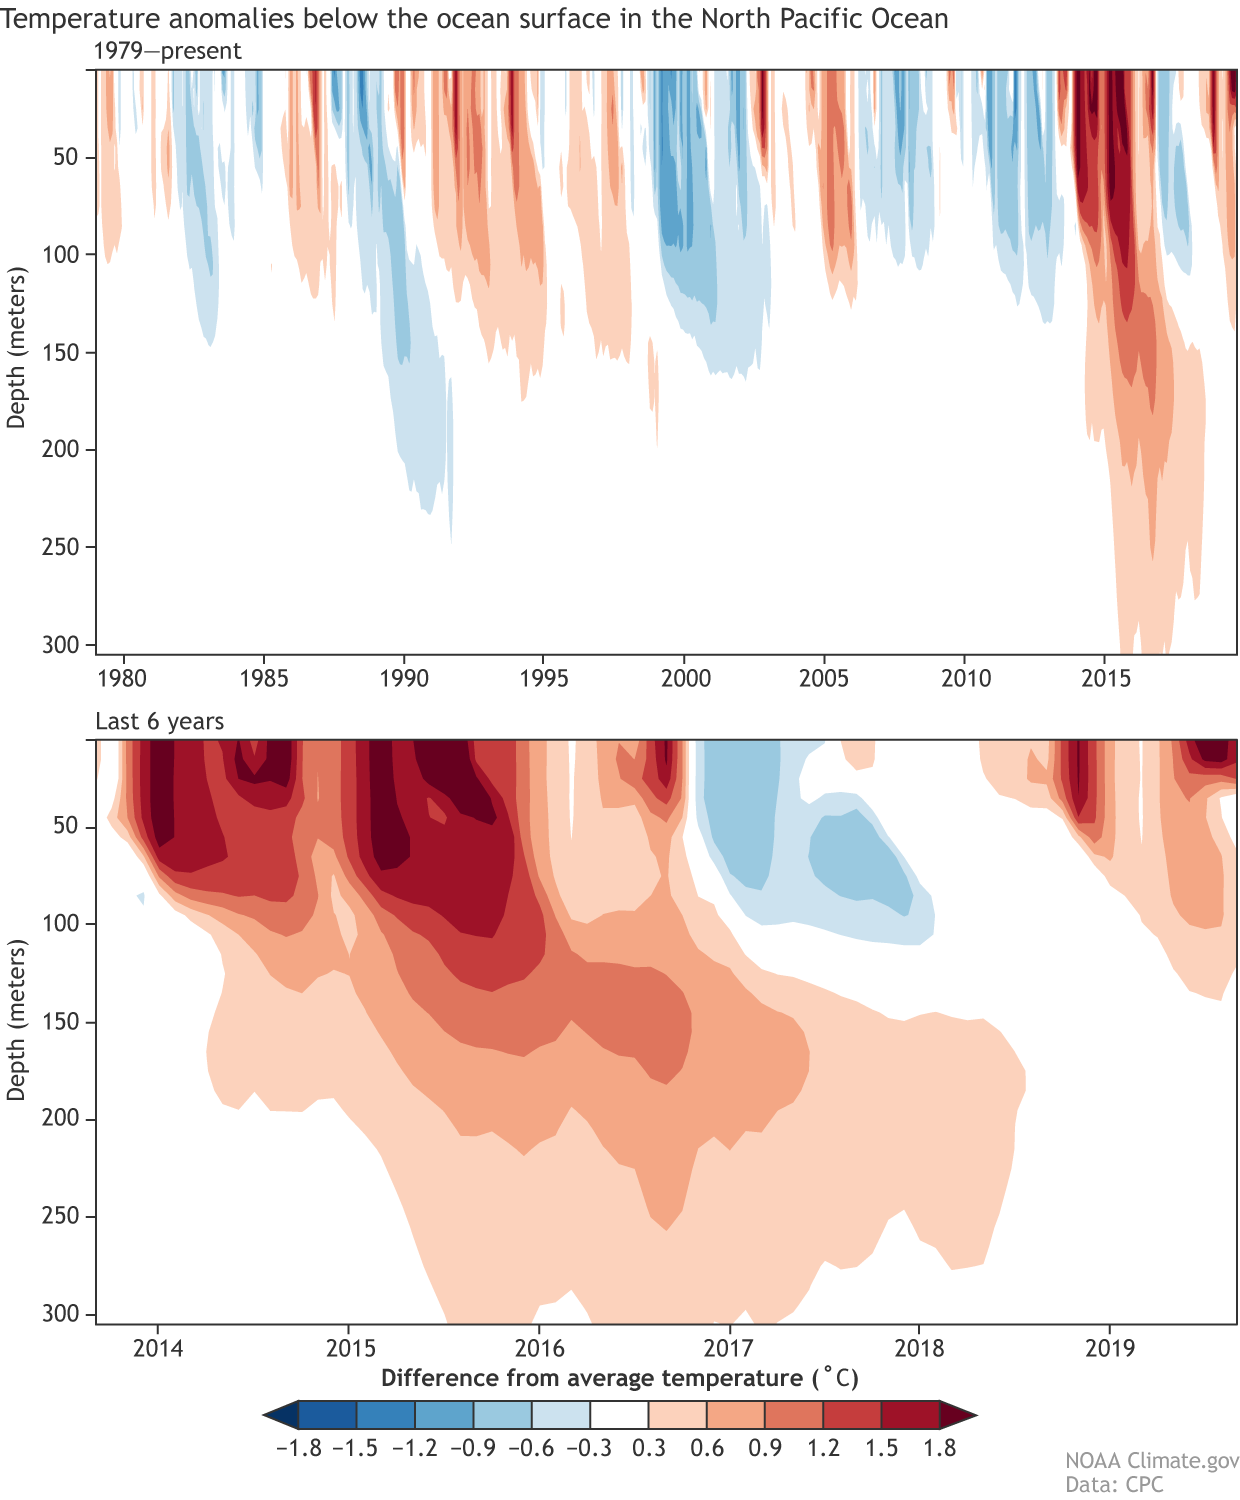 Temperature anomalies below the ocean surface in the North Pacific Ocean
1979—present
50
100
150
200
250
300
Depth (meters)
1980 1985 1990 1995 2000 2005 2010 2015
Last 6 years
50
100
150
200
250
300
Depth (meters)
2014 2015 2016 2017 2018 2019
Difference from average temperature (˚C)
−1.8 −1.5 −1.2 −0.9 −0.6 −0.3 0.3 0.6 0.9 1.2 1.5 1.8
NOAA Climate.gov
Data: CPC